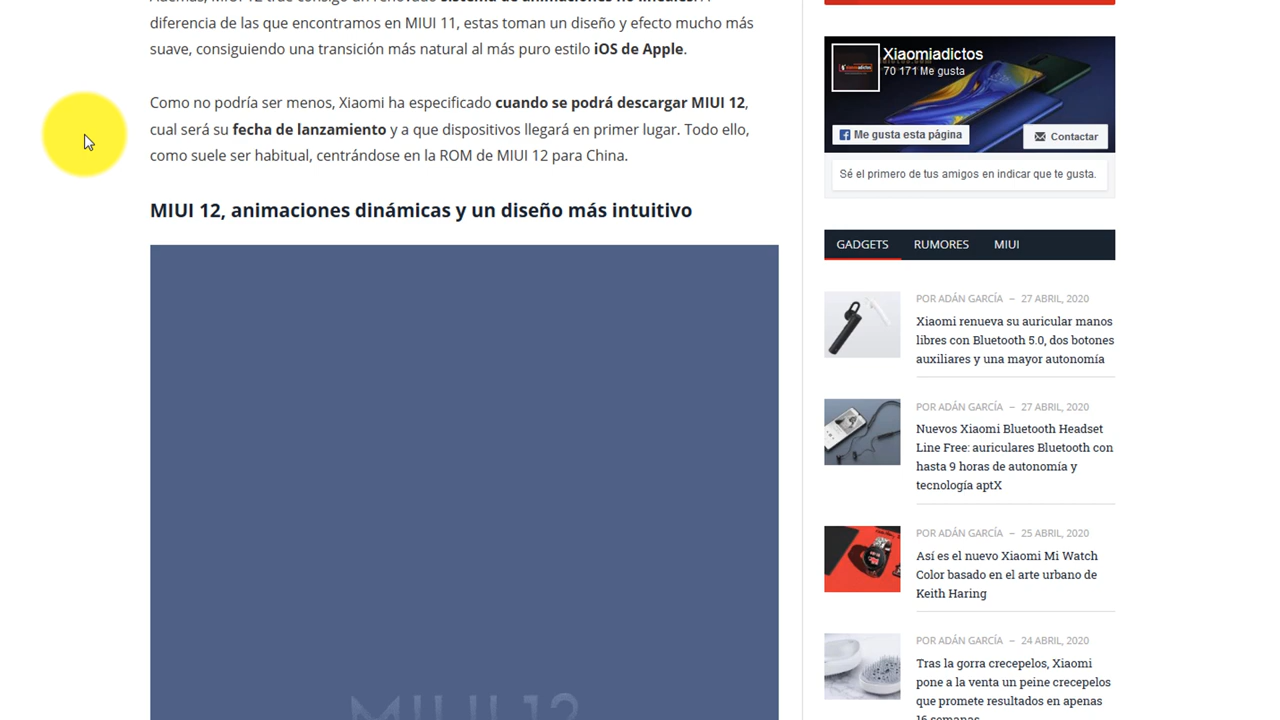 diferencia de las que encontramos en MIUI 11, estas toman un diseño y efecto mucho más
suave, consiguiendo una transición más natural al más puro estilo iOS de Apple.
Como no podría ser menos, Xiaomi ha especificado cuando se podrá descargar MIUI 12,
cual será su fecha de lanzamiento y a que dispositivos llegará en primer lugar. Todo ello,
como suele ser habitual, centrándose en la ROM de MIUI 12 para China.
MIUI 12, animaciones dinámicas y un diseño más intuitivo
MIUI 12
Xiaomiadictos
70 171 Me gusta
Me gusta esta página
Contactar
Sé el primero de tus amigos en indicar que te gusta.
GADGETS RUMORES MIUI
POR ADÁN GARCÍA – 27 ABRIL, 2020
Xiaomi renueva su auricular manos
libres con Bluetooth 5.0, dos botones
auxiliares y una mayor autonomía
POR ADÁN GARCÍA – 27 ABRIL, 2020
Nuevos Xiaomi Bluetooth Headset
Line Free: auriculares Bluetooth con
hasta 9 horas de autonomía y
tecnología aptX
POR ADÁN GARCÍA – 25 ABRIL, 2020
Así es el nuevo Xiaomi Mi Watch
Color basado en el arte urbano de
Keith Haring
POR ADÁN GARCÍA – 24 ABRIL, 2020
Tras la gorra crecepelos, Xiaomi
pone a la venta un peine crecepelos
que promete resultados en apenas
16 semanas